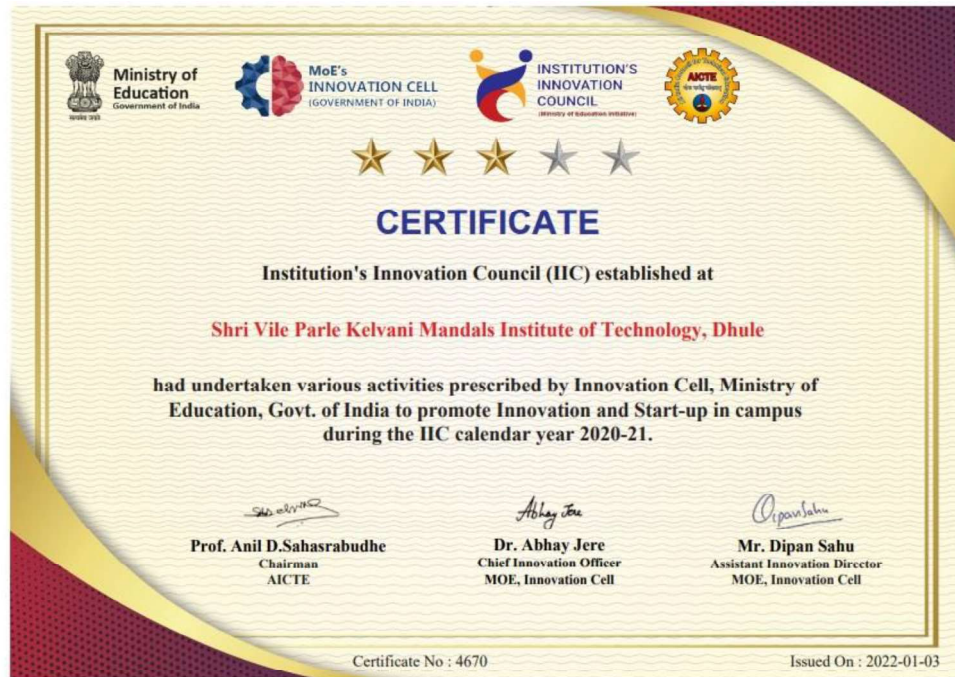 Ministry of
Education
Government of India
सत्यमेव जयते
MoE's
INNOVATION CELL
(GOVERNMENT OF INDIA)
INSTITUTION'S
INNOVATION
COUNCIL
(Ministry of Education Initiative)
AICTE
CERTIFICATE
Institution's Innovation Council (IIC) established at
Shri Vile Parle Kelvani Mandals Institute of Technology, Dhule
had undertaken various activities prescribed by Innovation Cell, Ministry of
Education, Govt. of India to promote Innovation and Start-up in campus
during the IIC calendar year 2020-21.
Abhay Jere
Dipan Sahu
Prof. Anil D.Sahasrabudhe
Chairman
AICTE
Dr. Abhay Jere
Chief Innovation Officer
MOE, Innovation Cell
Mr. Dipan Sahu
Assistant Innovation Director
MOE, Innovation Cell
Certificate No : 4670
Issued On : 2022-01-03